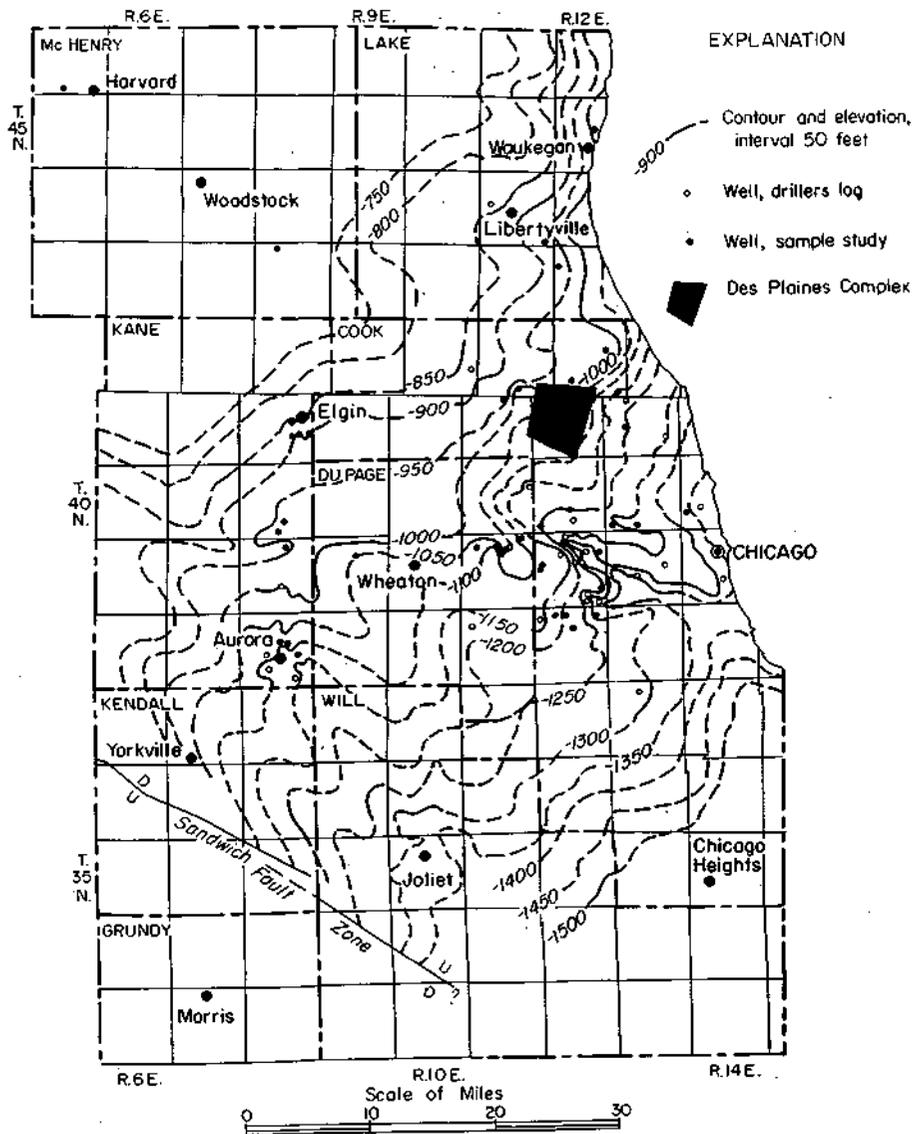 R.6E.
R.9E.
R.12E.
Mc HENRY
LAKE
EXPLANATION
Harvard
T.
45
N.
Contour and elevation,
interval 50 feet
-900
Waukegan
-750
Woodstock
-800
Well, drillers log
Libertyville
Well, sample study
Des Plaines Complex
KANE
COOK
-1000
-850
Elgin
-900
DU PAGE
-950
T.
40
N.
-1000
-1050
CHICAGO
Wheaton
-1100
-1150
Aurora
-1200
KENDALL
WILL
-1250
Yorkville
-1300
-1350
D
U
Sandwich Fault
Zone
Chicago
Heights
T.
35
N.
Joliet
-1400
-1450
-1500
GRUNDY
U
D
?
Morris
R.6E.
R.10E.
R.14E.
Scale of Miles
0 10 20 30